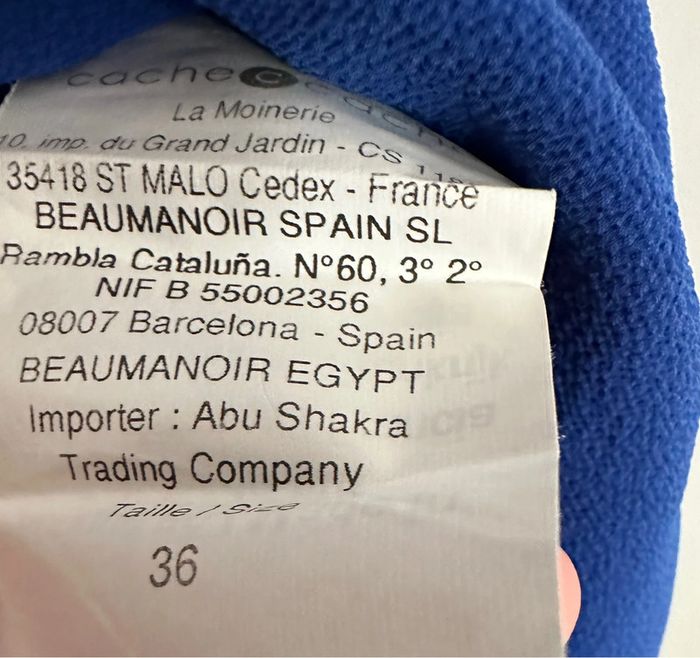 cache c
La Moinerie
10, imp. du Grand Jardin - CS
35418 ST MALO Cedex - France
BEAUMANOIR SPAIN SL
Rambla Cataluña. N°60, 3° 2°
NIF B 55002356
08007 Barcelona - Spain
BEAUMANOIR EGYPT
Importer : Abu Shakra
Trading Company
Taille / Size
36